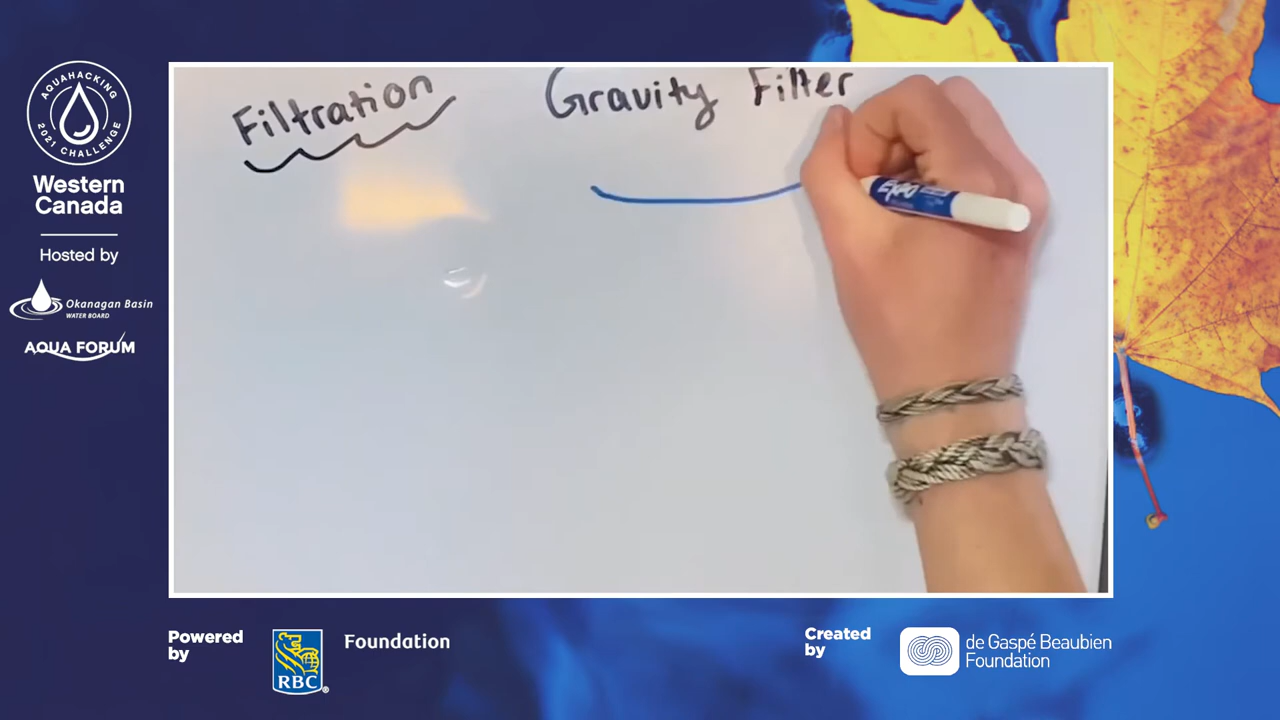 AQUAHACKING
2021 CHALLENGE
Western
Canada
Hosted by
Okanagan Basin
WATER BOARD
AQUA FORUM
Filtration
Gravity Filter
EXPO
Powered
by
RBC®
Foundation
Created
by
de Gaspé Beaubien
Foundation